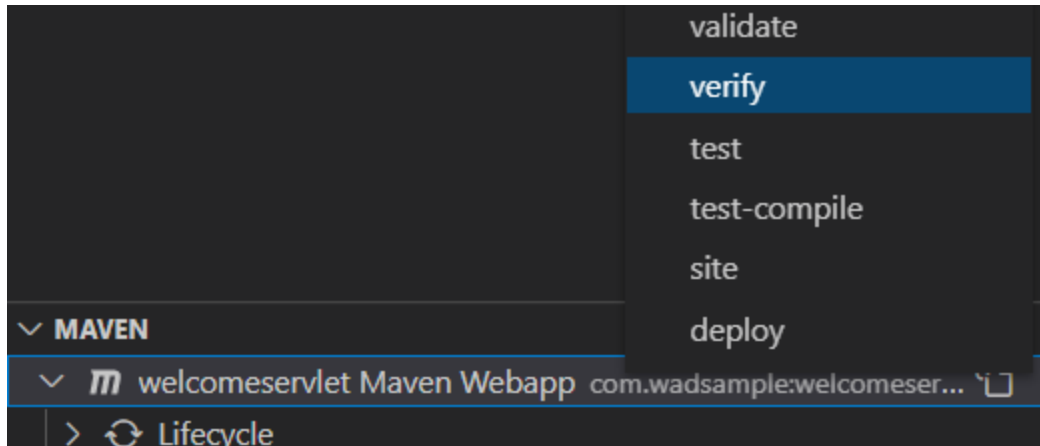 validate
verify
test
test-compile
site
deploy
MAVEN
welcomeservlet Maven Webapp com.wadsample:welcomeser...
Lifecycle